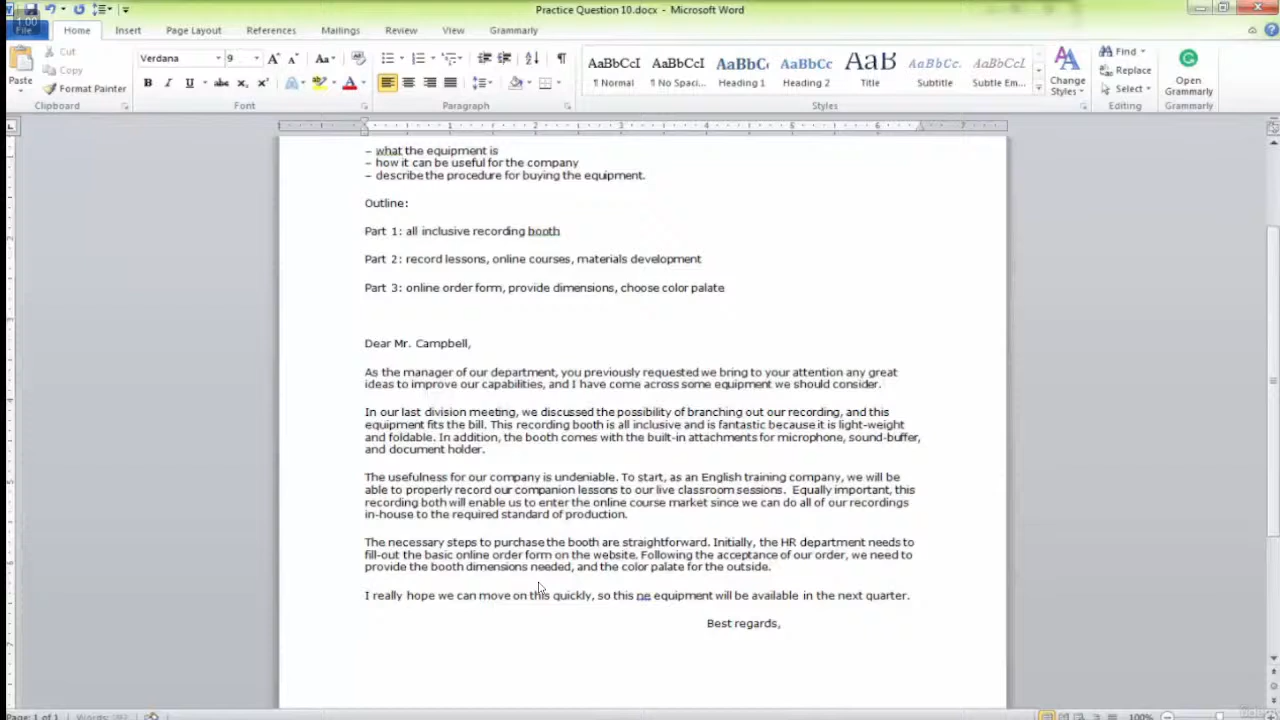 Practice Question 10.docx - Microsoft Word
1:00
File Home Insert Page Layout References Mailings Review View Grammarly
Cut
Copy
Format Painter
Paste
Verdana 9
AaBbCcI AaBbCcI AaBbC AaBbCc AaB AaBbCc. AaBbCcI
¶ Normal ¶ No Spaci... Heading 1 Heading 2 Title Subtitle Subtle Em...
Change
Styles
Find
Replace
Select
Open
Grammarly
Clipboard Font Paragraph Styles Editing Grammarly
– what the equipment is
– how it can be useful for the company
– describe the procedure for buying the equipment.
Outline:
Part 1: all inclusive recording booth
Part 2: record lessons, online courses, materials development
Part 3: online order form, provide dimensions, choose color palate
Dear Mr. Campbell,
As the manager of our department, you previously requested we bring to your attention any great
ideas to improve our capabilities, and I have come across some equipment we should consider.
In our last division meeting, we discussed the possibility of branching out our recording, and this
equipment fits the bill. This recording booth is all inclusive and is fantastic because it is light-weight
and foldable. In addition, the booth comes with the built-in attachments for microphone, sound-buffer,
and document holder.
The usefulness for our company is undeniable. To start, as an English training company, we will be
able to properly record our companion lessons to our live classroom sessions.  Equally important, this
recording both will enable us to enter the online course market since we can do all of our recordings
in-house to the required standard of production.
The necessary steps to purchase the booth are straightforward. Initially, the HR department needs to
fill-out the basic online order form on the website. Following the acceptance of our order, we need to
provide the booth dimensions needed, and the color palate for the outside.
I really hope we can move on this quickly, so this ne equipment will be available in the next quarter.
Best regards,
Page: 1 of 1 Words: 100%